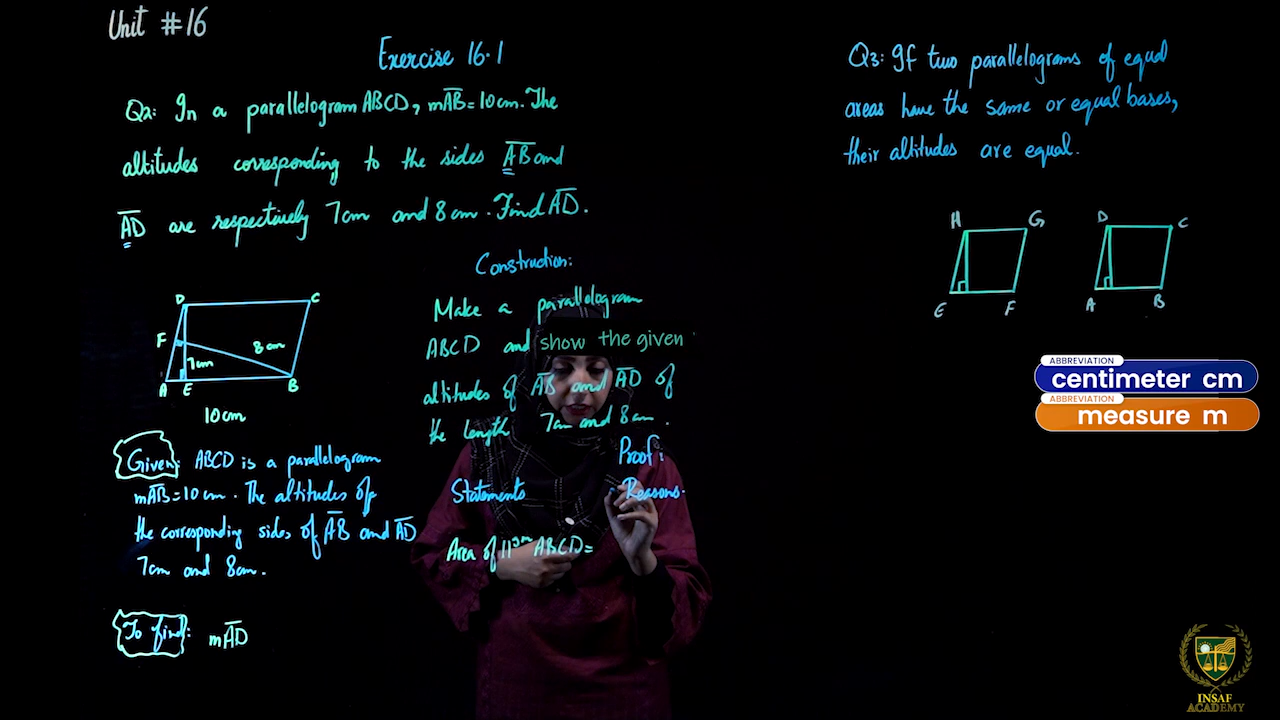 Unit #16
Exercise 16.1
Q2: In a parallelogram ABCD, mAB=10cm. The
altitudes corresponding to the sides AB and
AD are respectively 7cm and 8cm. Find AD.
D
C
F
8cm
7cm
A
E
B
10cm
Given: ABCD is a parallelogram
mAB=10cm. The altitudes of
the corresponding sides of AB and AD
7cm and 8cm.
To find: mAD
Construction:
Make a parallelogram
ABCD and show the given
altitudes of AB and AD of
the length 7cm and 8cm.
Proof:
Statements
Reasons.
Area of ||gm ABCD=
Q3: If two parallelograms of equal
areas have the same or equal bases,
their altitudes are equal.
H
G
E
F
D
C
A
B
ABBREVIATION
centimeter cm
ABBREVIATION
measure m
INSAF
ACADEMY